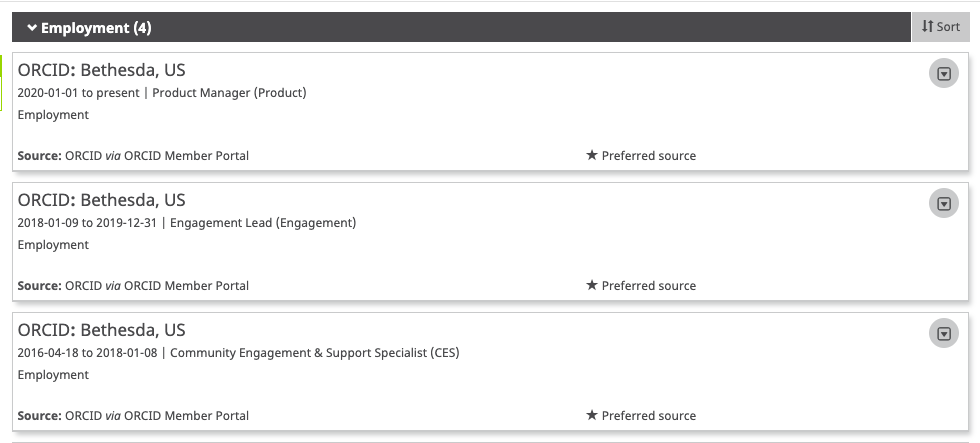 Employment (4)
Sort
ORCID: Bethesda, US
2020-01-01 to present | Product Manager (Product)
Employment
Source: ORCID via ORCID Member Portal
★ Preferred source
ORCID: Bethesda, US
2018-01-09 to 2019-12-31 | Engagement Lead (Engagement)
Employment
Source: ORCID via ORCID Member Portal
★ Preferred source
ORCID: Bethesda, US
2016-04-18 to 2018-01-08 | Community Engagement & Support Specialist (CES)
Employment
Source: ORCID via ORCID Member Portal
★ Preferred source